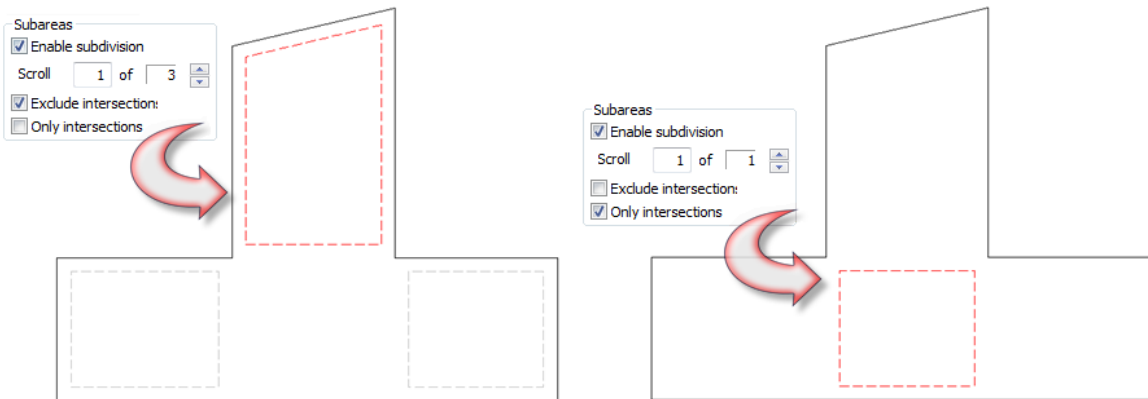 Subareas
Enable subdivision
Scroll 1 of 3
Exclude intersections
Only intersections
Subareas
Enable subdivision
Scroll 1 of 1
Exclude intersections
Only intersections